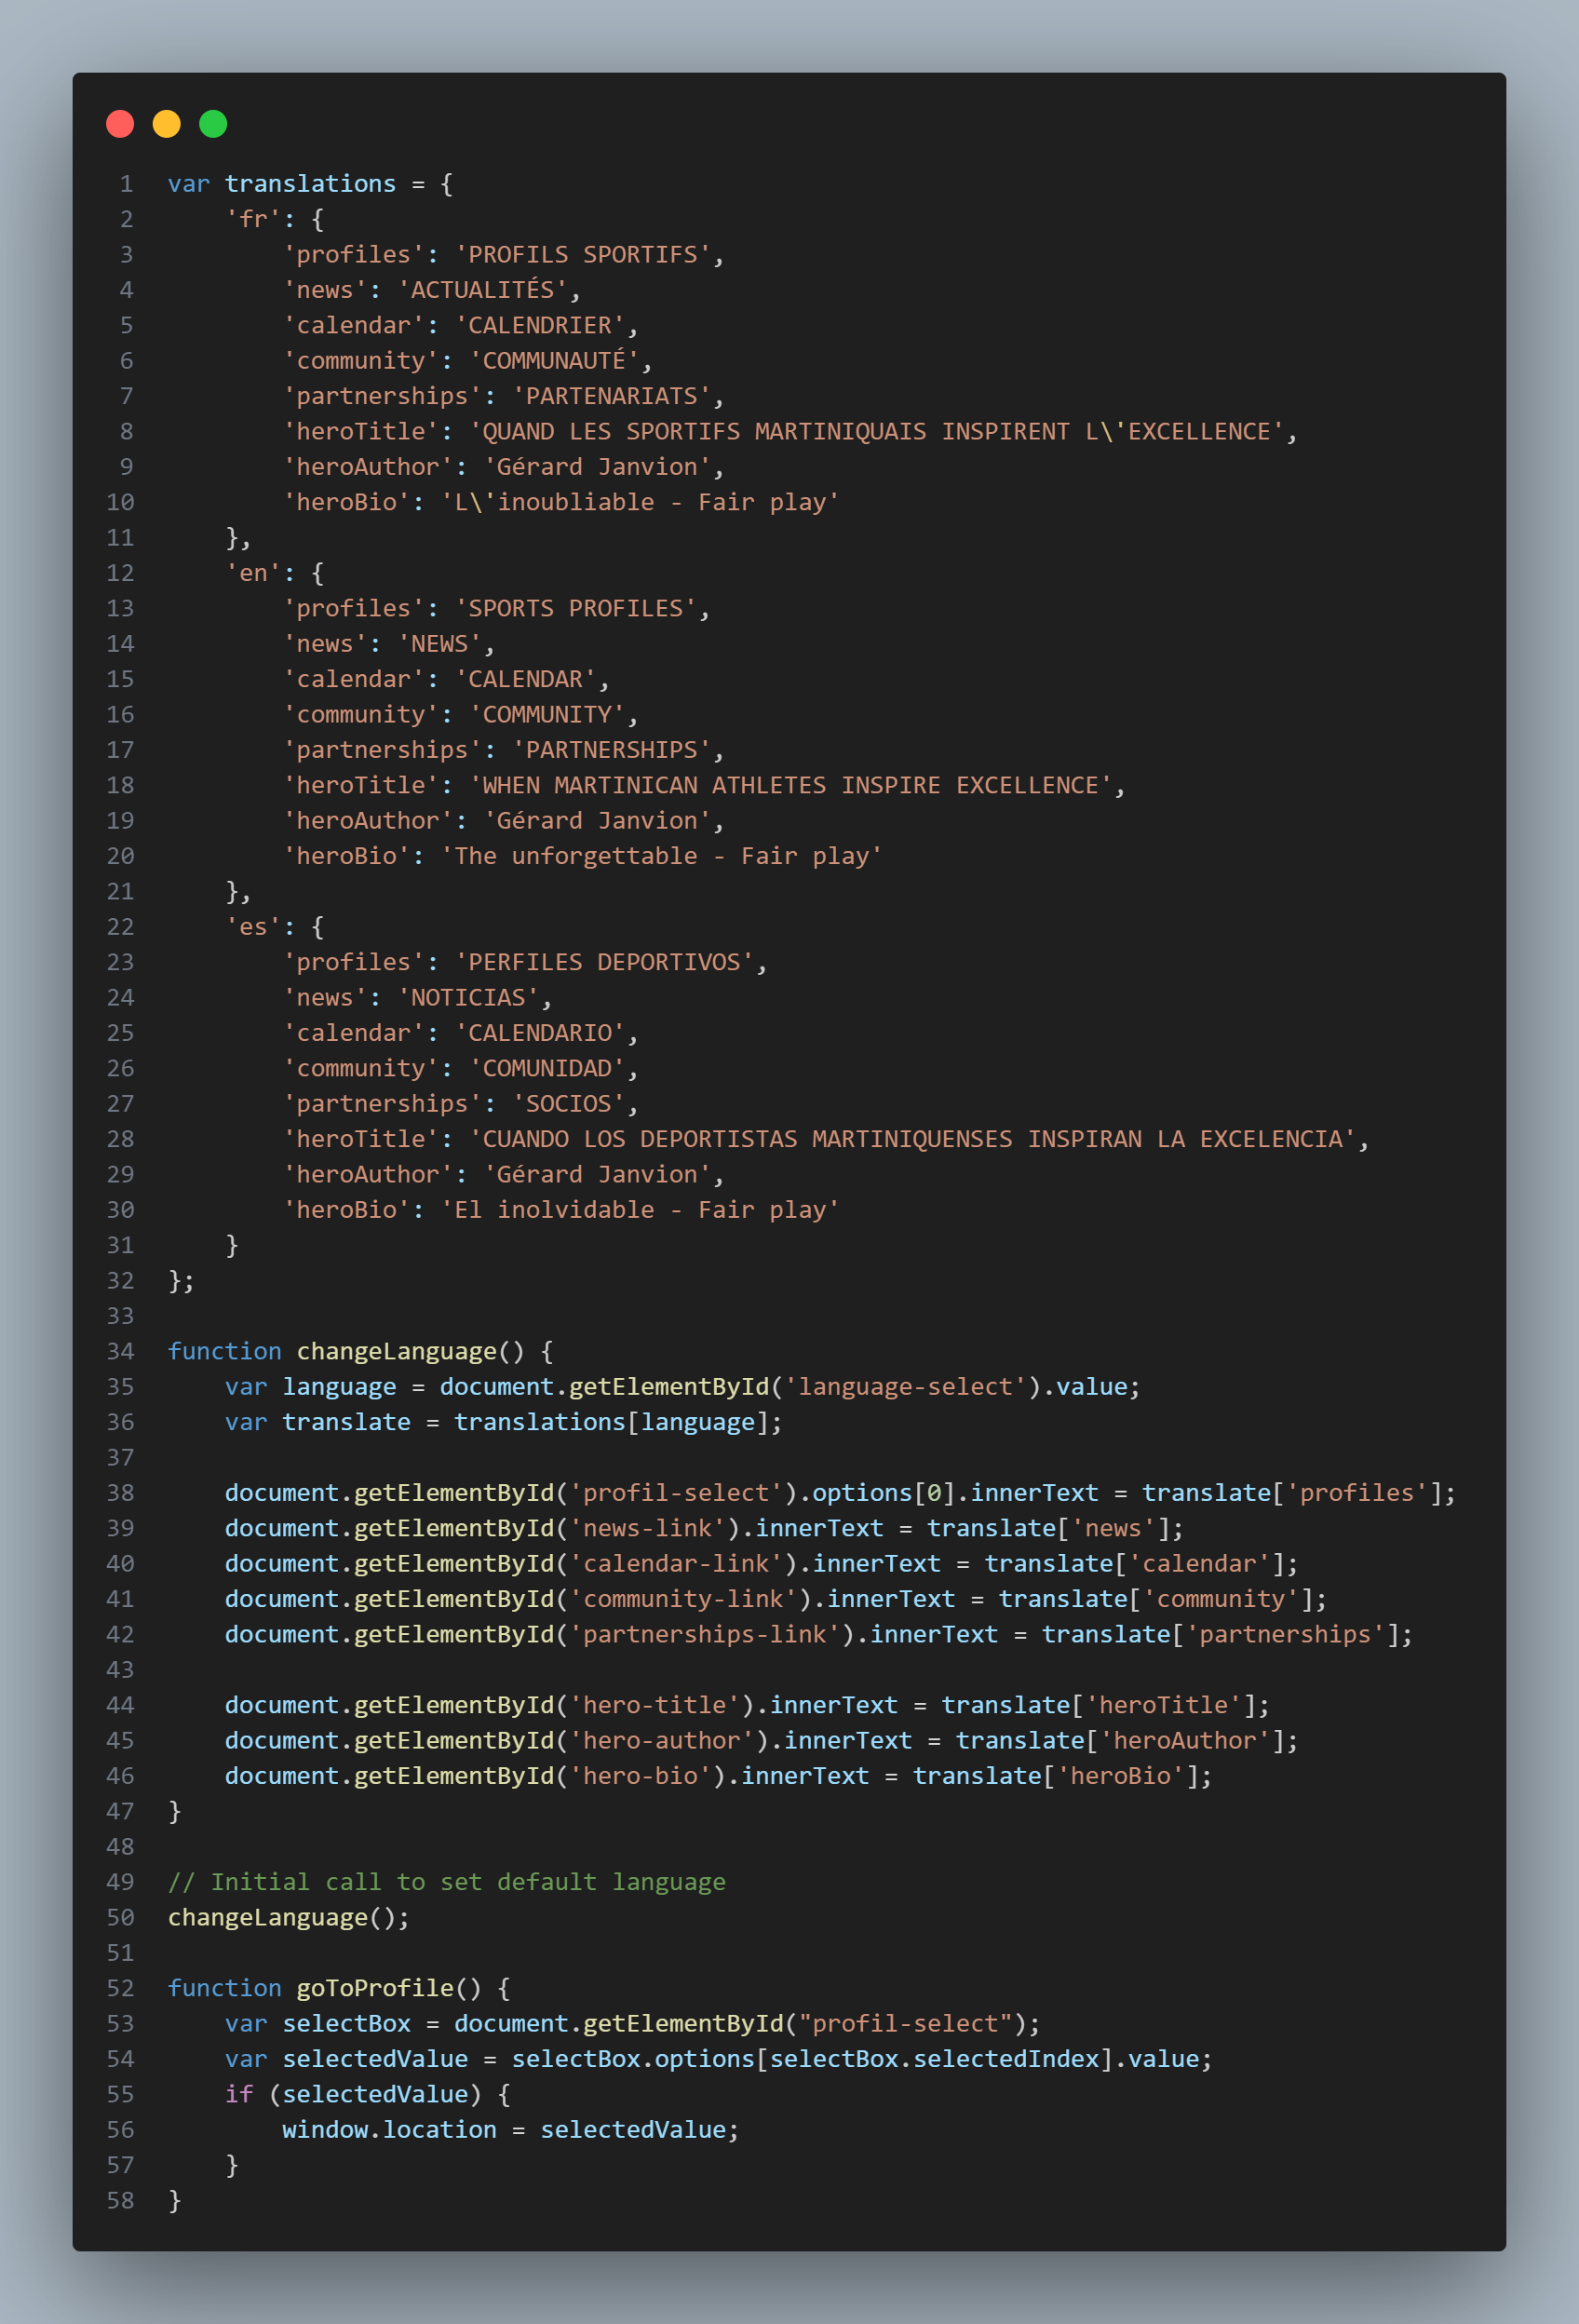 1 var translations = {
2     'fr': {
3         'profiles': 'PROFILS SPORTIFS',
4         'news': 'ACTUALITÉS',
5         'calendar': 'CALENDRIER',
6         'community': 'COMMUNAUTÉ',
7         'partnerships': 'PARTENARIATS',
8         'heroTitle': 'QUAND LES SPORTIFS MARTINIQUAIS INSPIRENT L\'EXCELLENCE',
9         'heroAuthor': 'Gérard Janvion',
10         'heroBio': 'L\'inoubliable - Fair play'
11     },
12     'en': {
13         'profiles': 'SPORTS PROFILES',
14         'news': 'NEWS',
15         'calendar': 'CALENDAR',
16         'community': 'COMMUNITY',
17         'partnerships': 'PARTNERSHIPS',
18         'heroTitle': 'WHEN MARTINICAN ATHLETES INSPIRE EXCELLENCE',
19         'heroAuthor': 'Gérard Janvion',
20         'heroBio': 'The unforgettable - Fair play'
21     },
22     'es': {
23         'profiles': 'PERFILES DEPORTIVOS',
24         'news': 'NOTICIAS',
25         'calendar': 'CALENDARIO',
26         'community': 'COMUNIDAD',
27         'partnerships': 'SOCIOS',
28         'heroTitle': 'CUANDO LOS DEPORTISTAS MARTINIQUENSES INSPIRAN LA EXCELENCIA',
29         'heroAuthor': 'Gérard Janvion',
30         'heroBio': 'El inolvidable - Fair play'
31     }
32 };
33
34 function changeLanguage() {
35     var language = document.getElementById('language-select').value;
36     var translate = translations[language];
37
38     document.getElementById('profil-select').options[0].innerText = translate['profiles'];
39     document.getElementById('news-link').innerText = translate['news'];
40     document.getElementById('calendar-link').innerText = translate['calendar'];
41     document.getElementById('community-link').innerText = translate['community'];
42     document.getElementById('partnerships-link').innerText = translate['partnerships'];
43
44     document.getElementById('hero-title').innerText = translate['heroTitle'];
45     document.getElementById('hero-author').innerText = translate['heroAuthor'];
46     document.getElementById('hero-bio').innerText = translate['heroBio'];
47 }
48
49 // Initial call to set default language
50 changeLanguage();
51
52 function goToProfile() {
53     var selectBox = document.getElementById("profil-select");
54     var selectedValue = selectBox.options[selectBox.selectedIndex].value;
55     if (selectedValue) {
56         window.location = selectedValue;
57     }
58 }